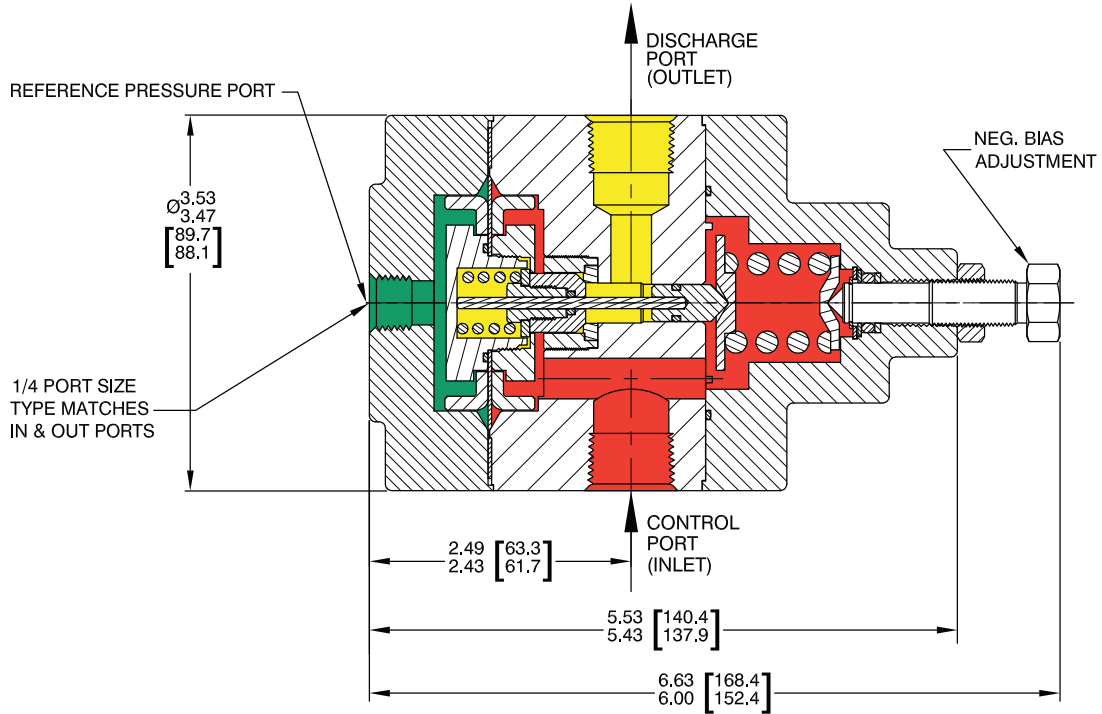 DISCHARGE
PORT
(OUTLET)
REFERENCE PRESSURE PORT
NEG. BIAS
ADJUSTMENT
Ø3.53
3.47
[89.7
88.1]
1/4 PORT SIZE
TYPE MATCHES
IN & OUT PORTS
CONTROL
PORT
(INLET)
2.49 [63.3
2.43 61.7]
5.53 [140.4
5.43 137.9]
6.63 [168.4
6.00 152.4]